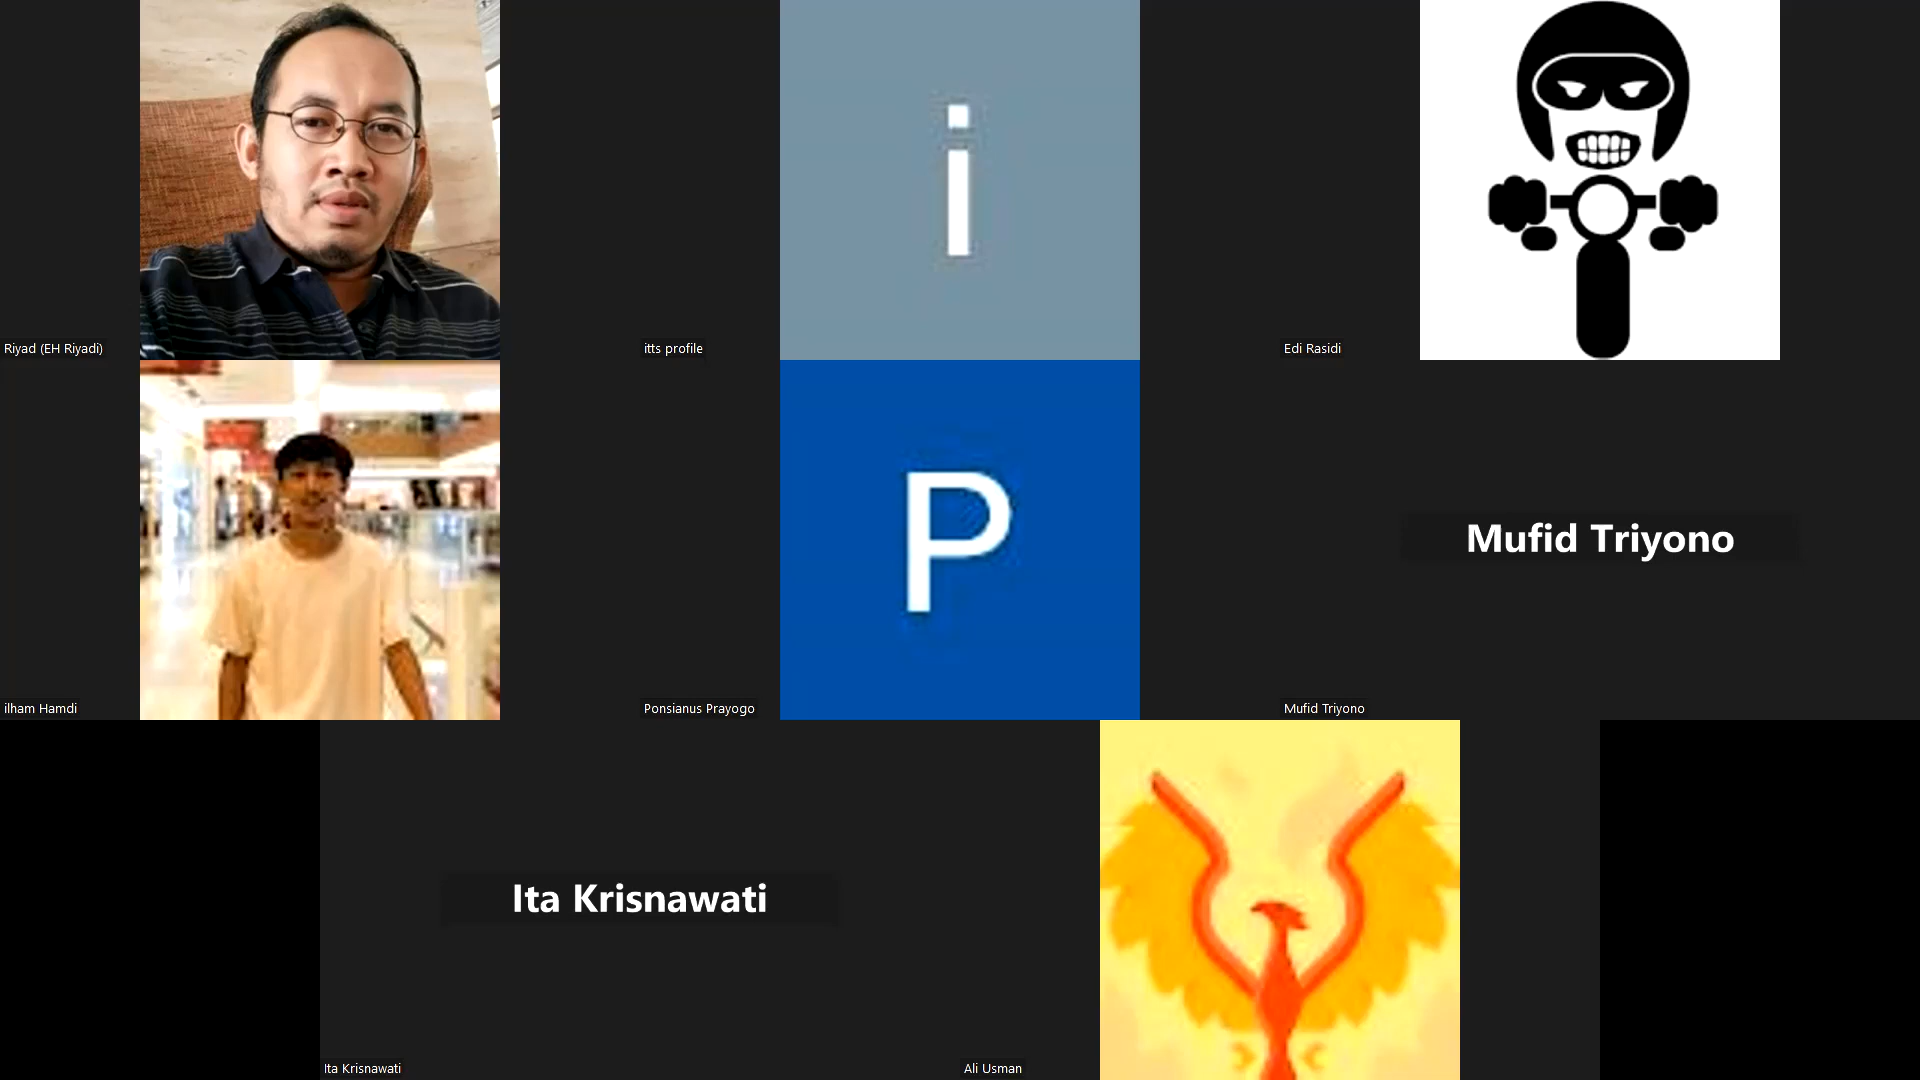 i
Riyad (EH Riyadi)
itts profile
Edi Rasidi
P
Mufid Triyono
ilham Hamdi
Ponsianus Prayogo
Mufid Triyono
Ita Krisnawati
Ita Krisnawati
Ali Usman